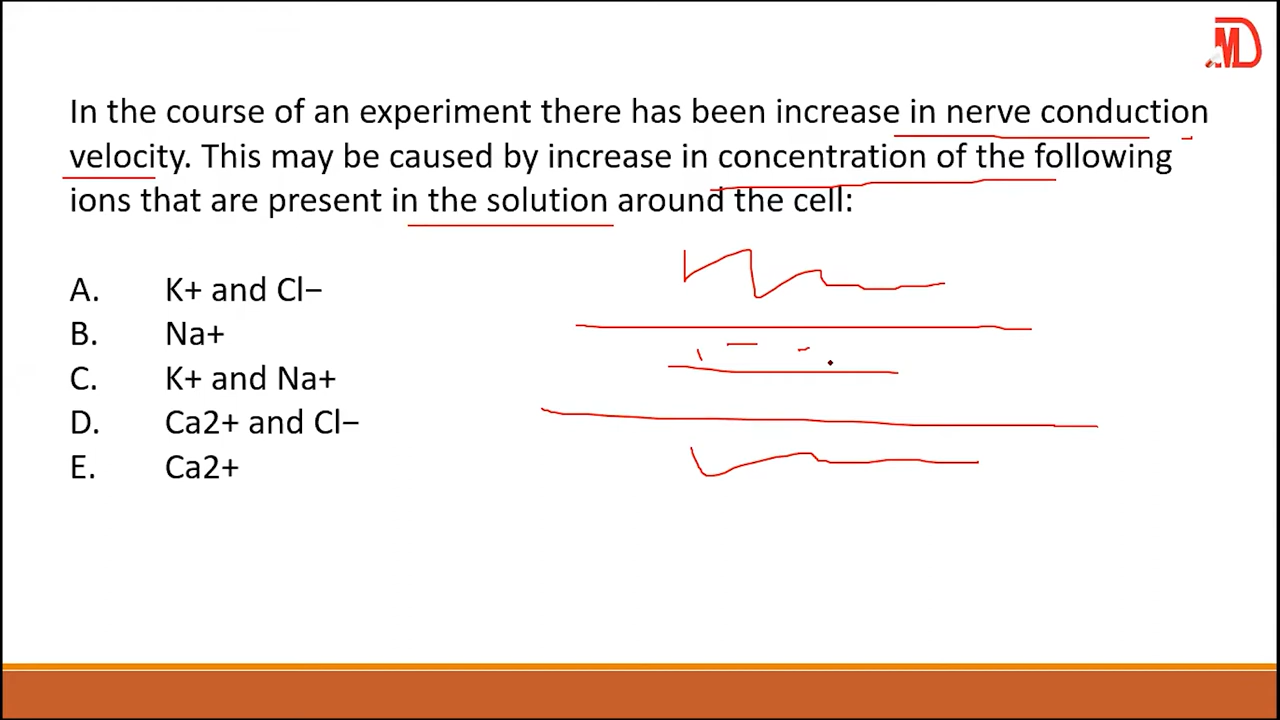 MD
In the course of an experiment there has been increase in nerve conduction
velocity. This may be caused by increase in concentration of the following
ions that are present in the solution around the cell:
A. K+ and Cl−
B. Na+
C. K+ and Na+
D. Ca2+ and Cl−
E. Ca2+